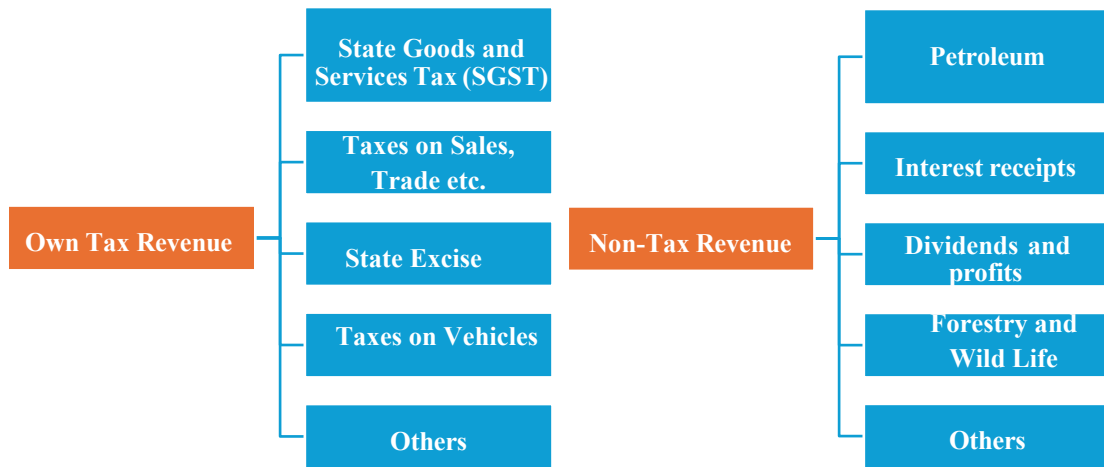 Own Tax Revenue
State Goods and
Services Tax (SGST)
Taxes on Sales,
Trade etc.
State Excise
Taxes on Vehicles
Others
Non-Tax Revenue
Petroleum
Interest receipts
Dividends and
profits
Forestry and
Wild Life
Others